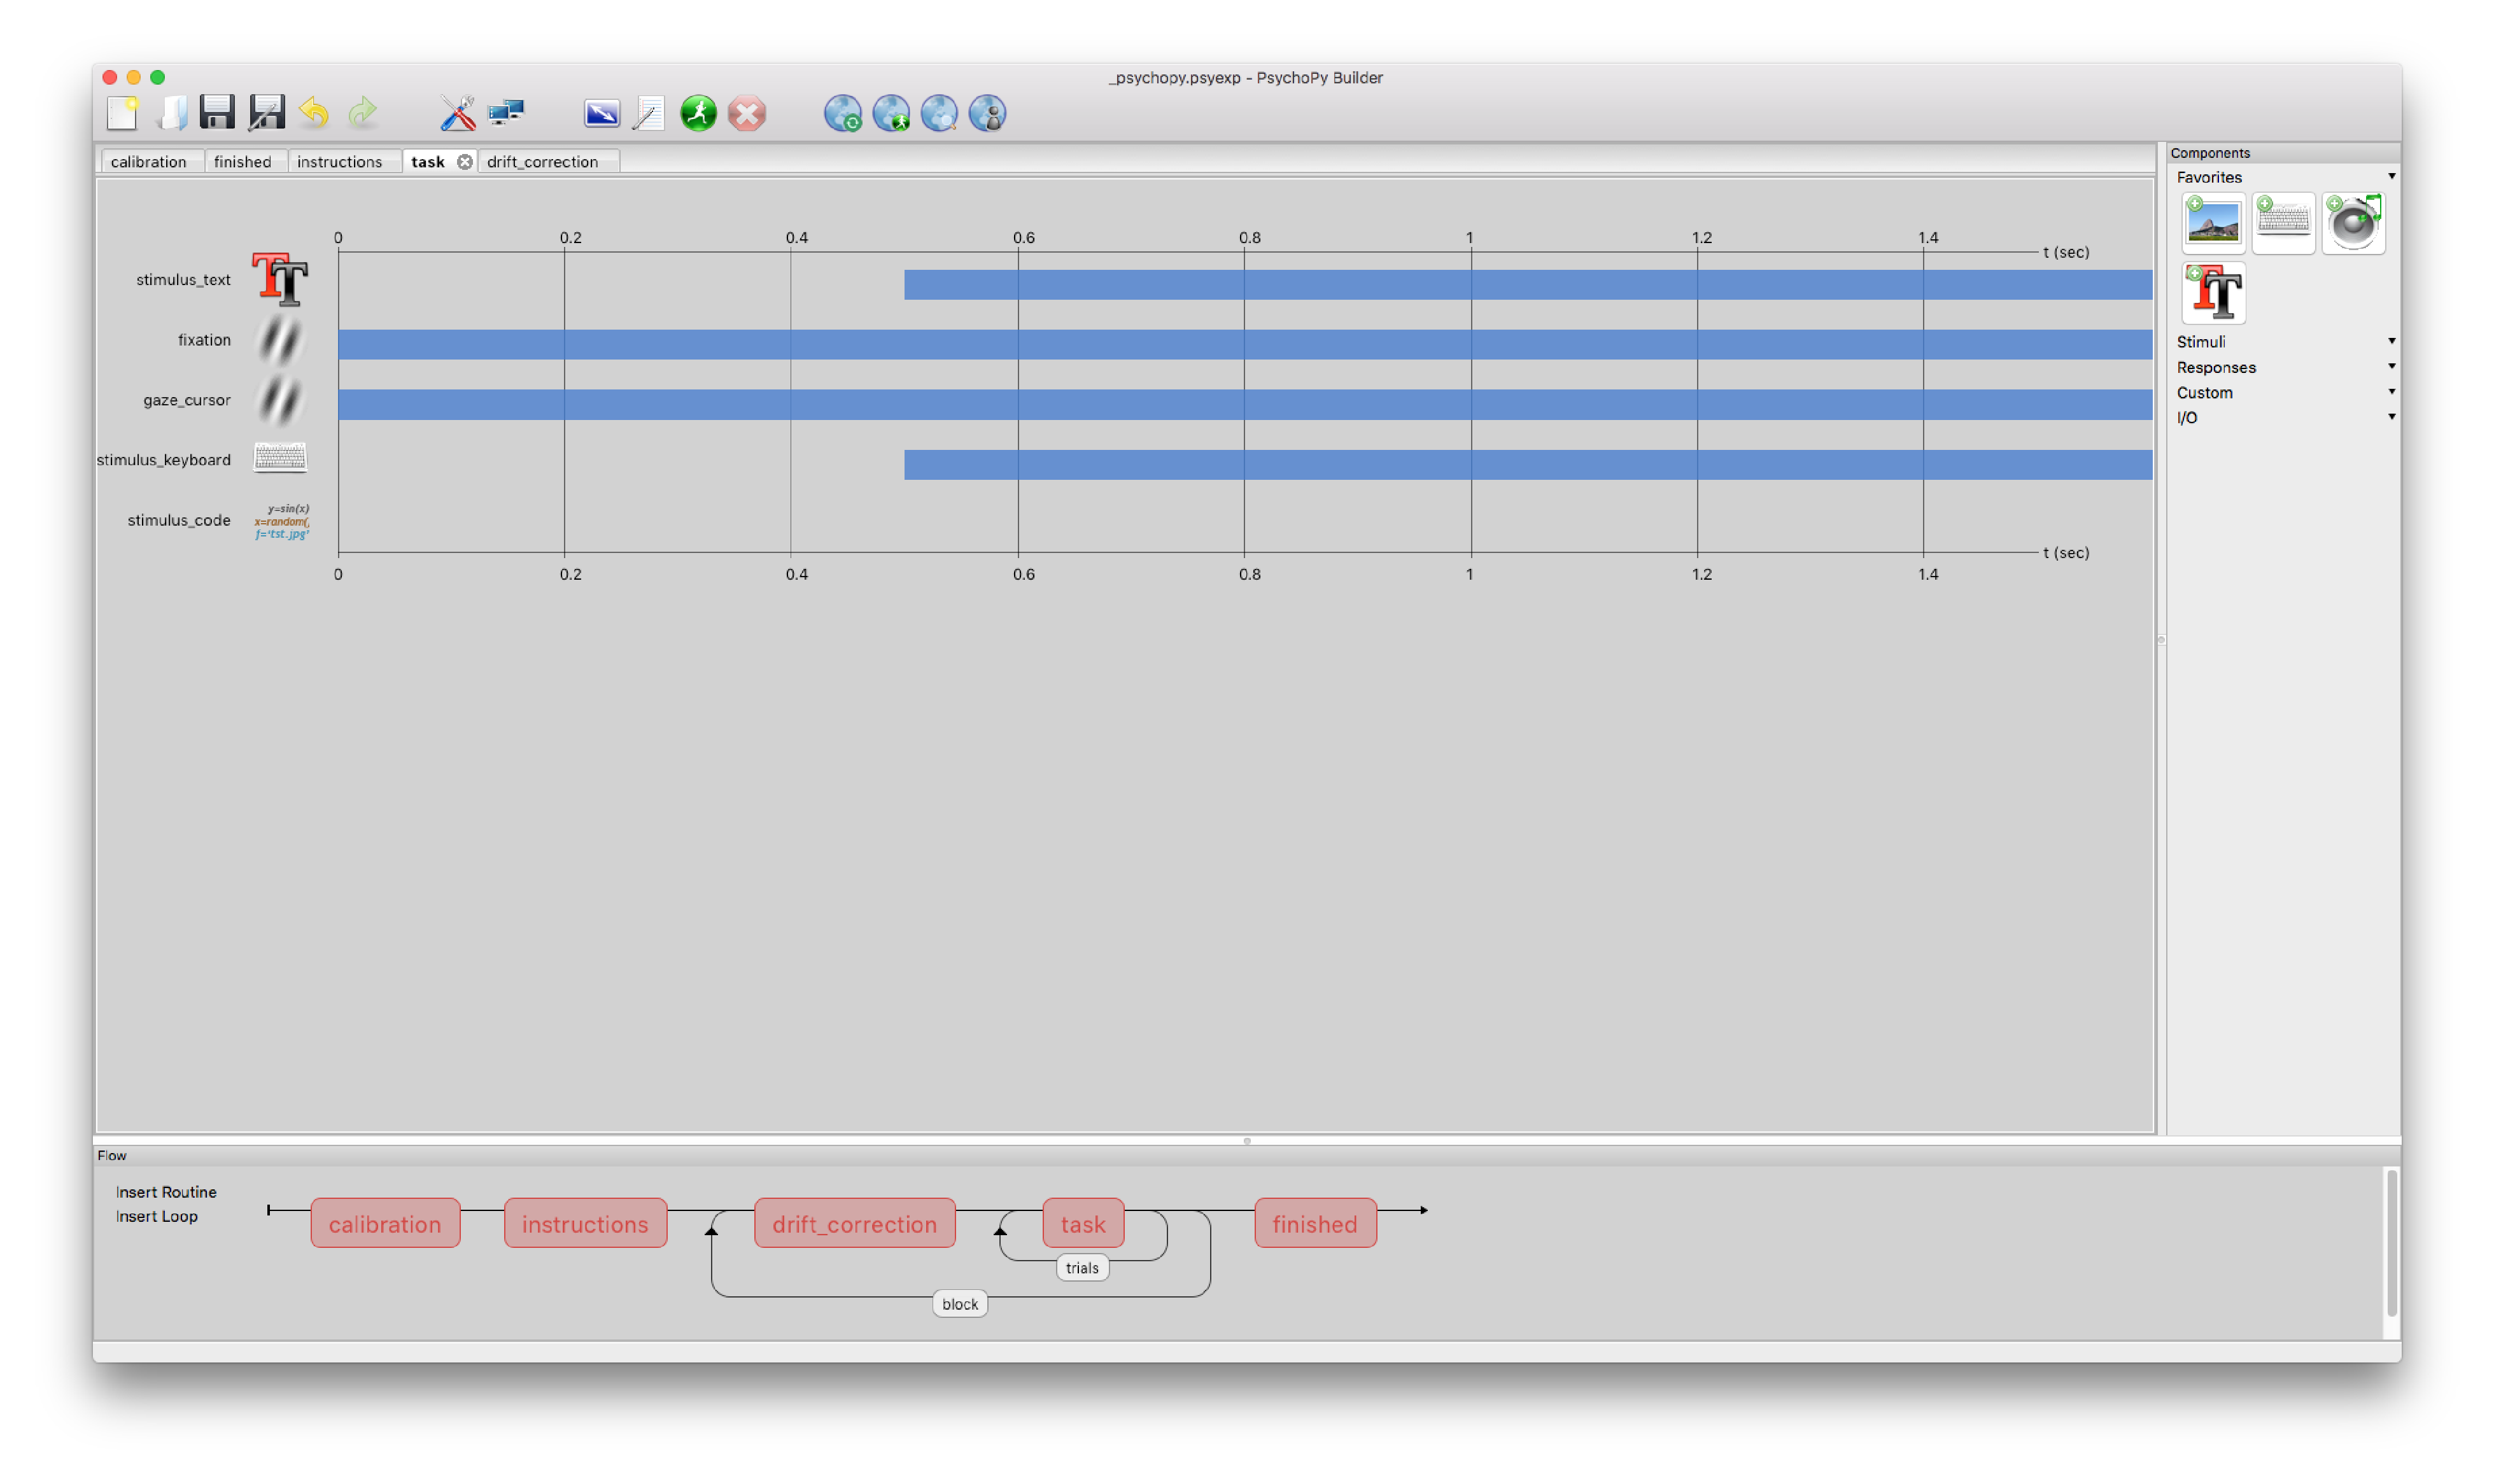 _psychopy.psyexp - PsychoPy Builder
calibration finished instructions task drift_correction
Components
Favorites
Stimuli
Responses
Custom
I/O
0 0.2 0.4 0.6 0.8 1 1.2 1.4
t (sec)
stimulus_text
fixation
gaze_cursor
stimulus_keyboard
stimulus_code
y=sin(x)
x=random(,
f='tst.jpg'
t (sec)
0 0.2 0.4 0.6 0.8 1 1.2 1.4
Flow
Insert Routine
Insert Loop
calibration instructions drift_correction task finished
trials
block